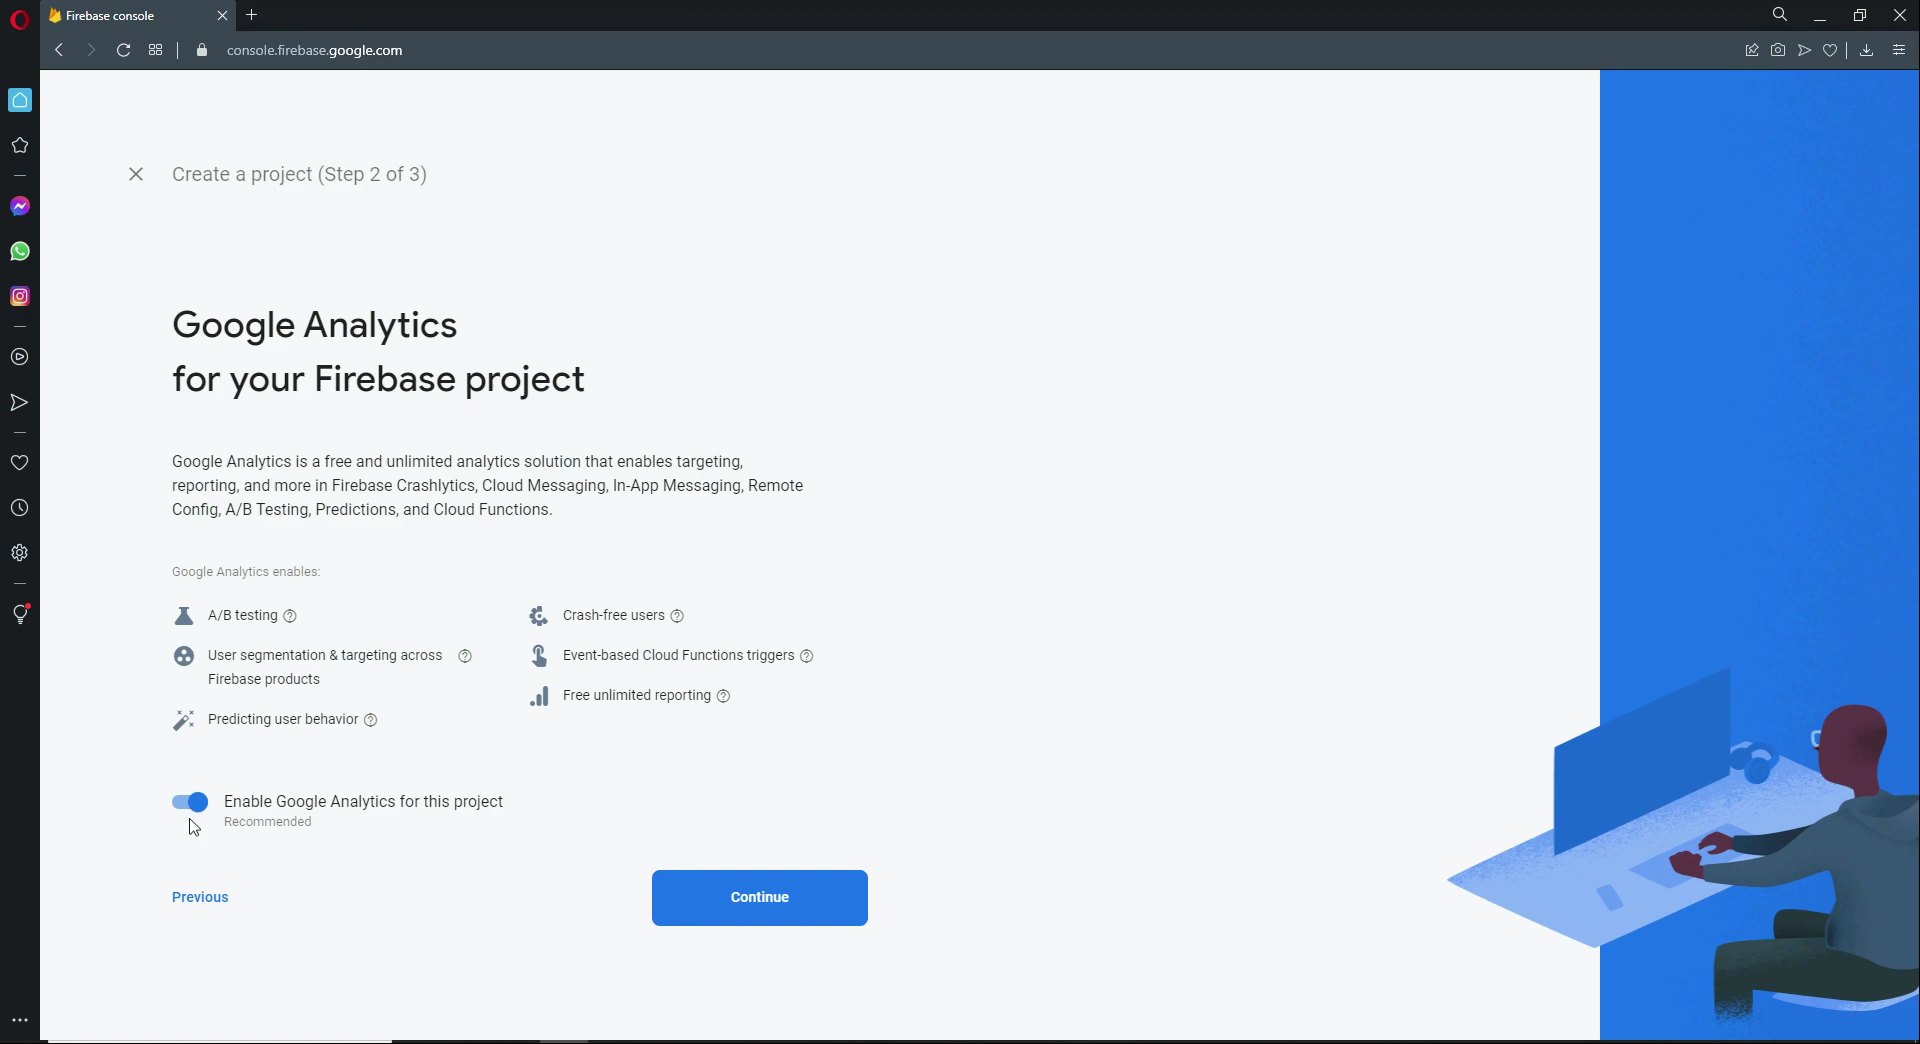 Firebase console
console.firebase.google.com
Create a project (Step 2 of 3)
Google Analytics
for your Firebase project
Google Analytics is a free and unlimited analytics solution that enables targeting,
reporting, and more in Firebase Crashlytics, Cloud Messaging, In-App Messaging, Remote
Config, A/B Testing, Predictions, and Cloud Functions.
Google Analytics enables:
A/B testing
User segmentation & targeting across
Firebase products
Predicting user behavior
Crash-free users
Event-based Cloud Functions triggers
Free unlimited reporting
Enable Google Analytics for this project
Recommended
Previous
Continue